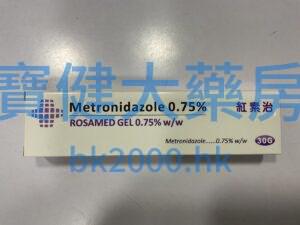 寶健大藥房
Metronidazole 0.75%
紅素治
ROSAMED GEL 0.75% w/w
Metronidazole......0.75% w/w
30G
bk2000.hk